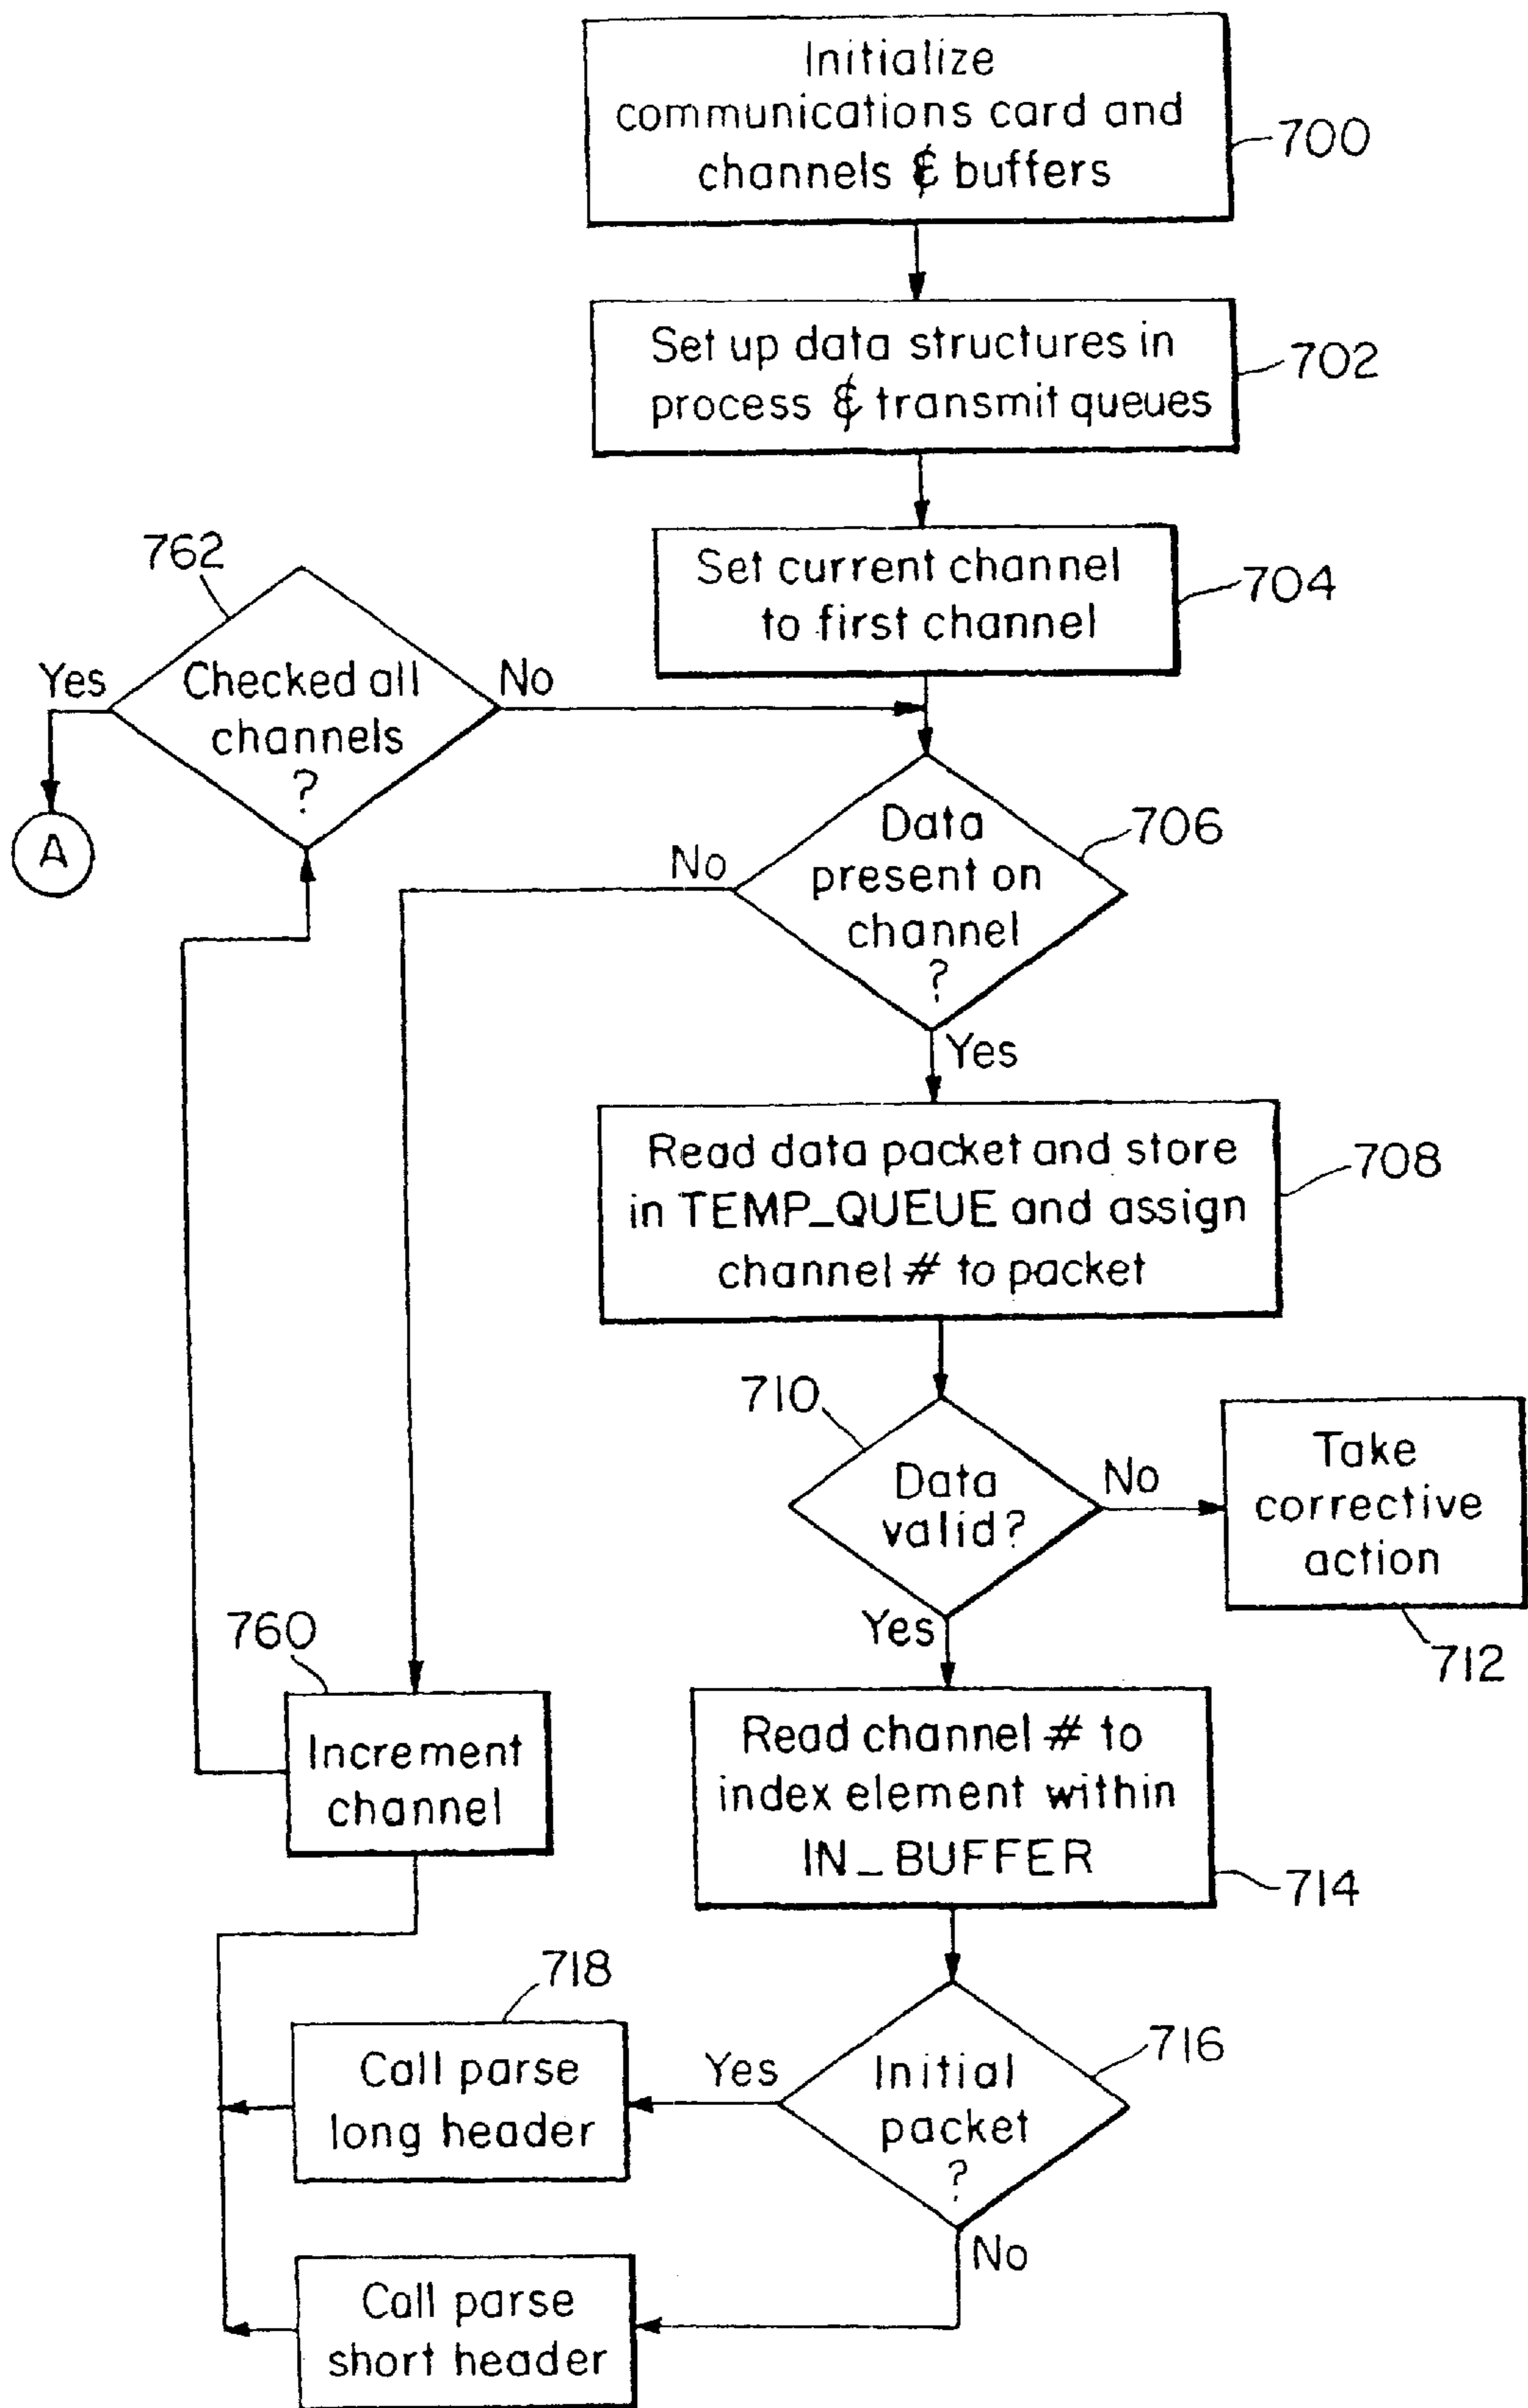 Initialize
communications card and
channels & buffers
700
Set up data structures in
process & transmit queues
702
Set current channel
to first channel
704
762
Checked all
channels
?
Yes
No
A
Data
present on
channel
?
706
No
Yes
Read data packet and store
in TEMP_QUEUE and assign
channel # to packet
708
710
Data
valid?
No
Yes
Take
corrective
action
712
760
Increment
channel
Read channel # to
index element within
IN_BUFFER
714
718
Call parse
long header
Yes
Initial
packet
?
716
No
Call parse
short header